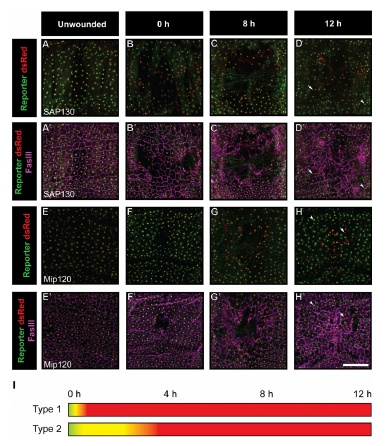 Unwounded 0 h 8 h 12 h
Reporter dsRed
A B C D
SAP130
Reporter dsRed
FasIII
A' B' C' D'
SAP130
Reporter dsRed
E F G H
Mip120
Reporter dsRed
FasIII
E' F' G' H'
Mip120
I
0 h 4 h 8 h 12 h
Type 1
Type 2